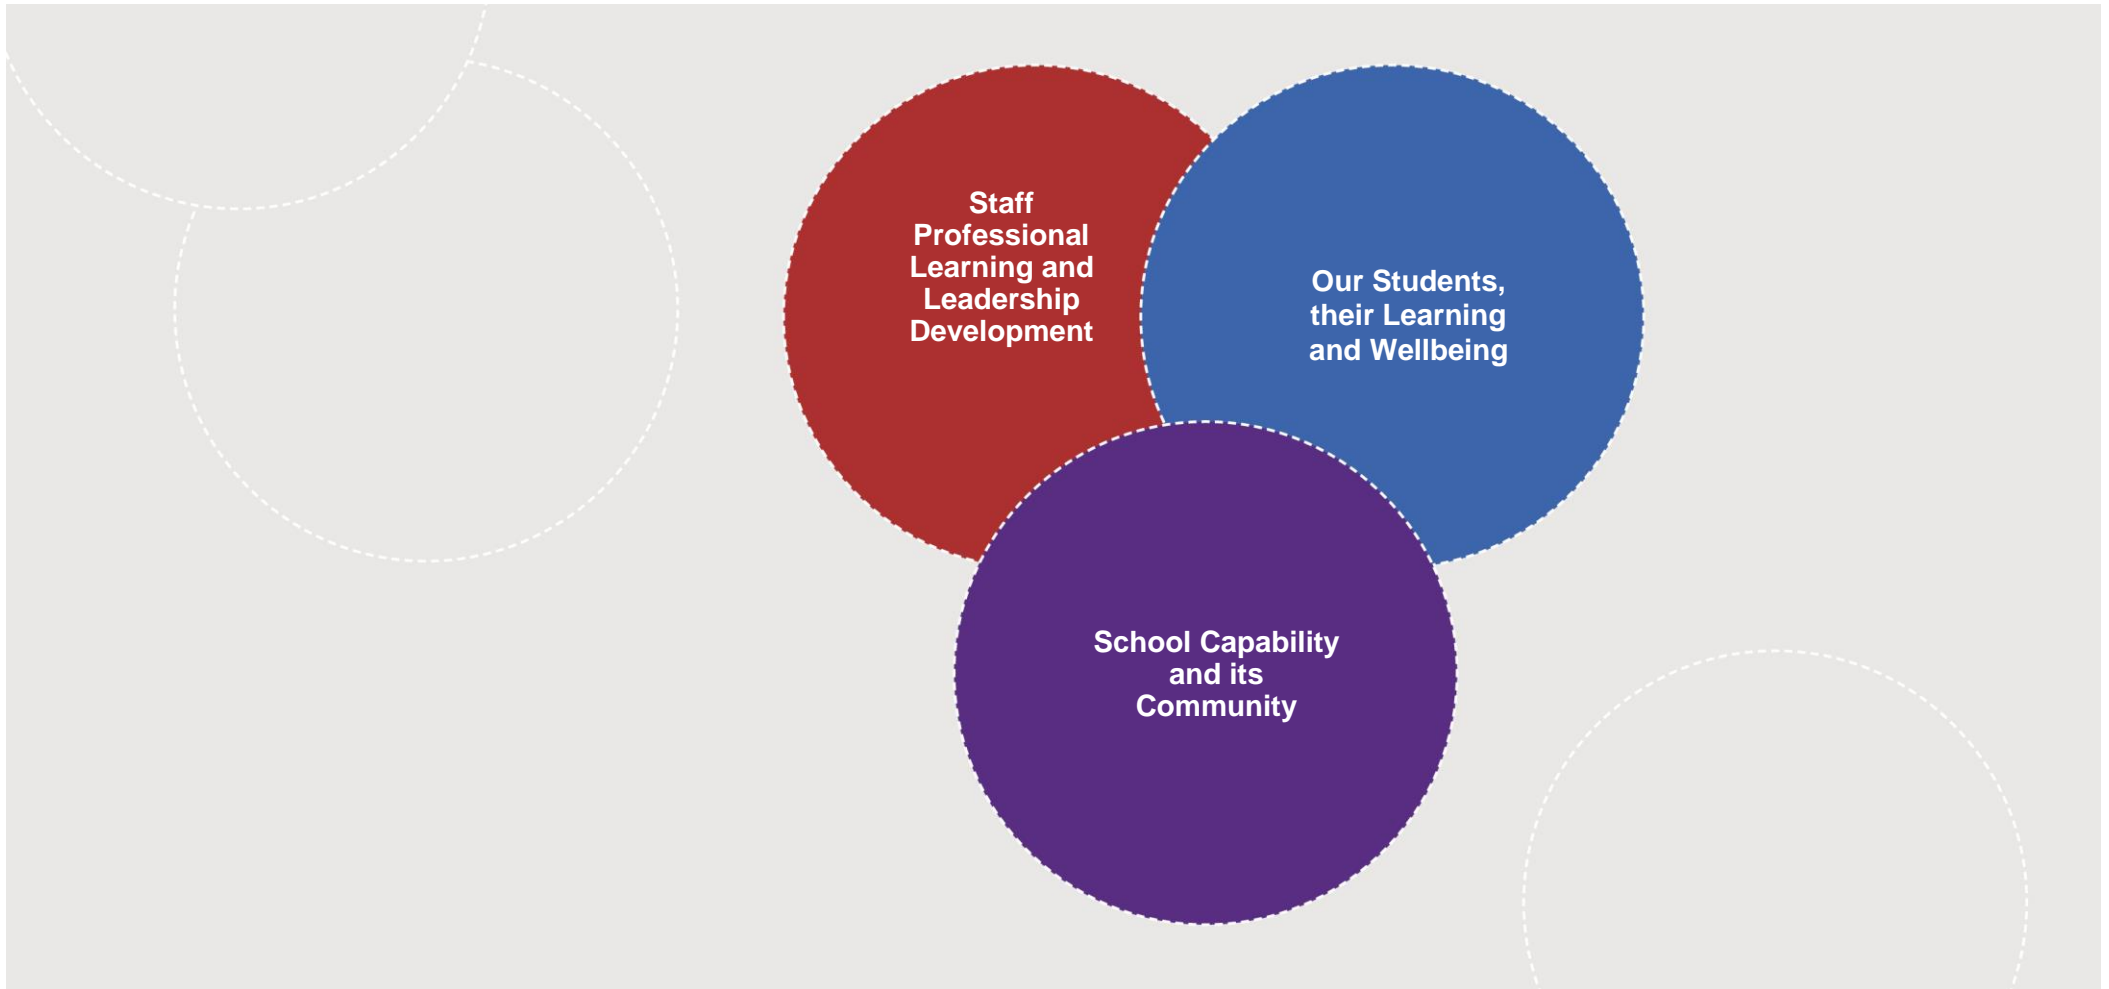 Staff
Professional
Learning and
Leadership
Development
Our Students,
their Learning
and Wellbeing
School Capability
and its
Community